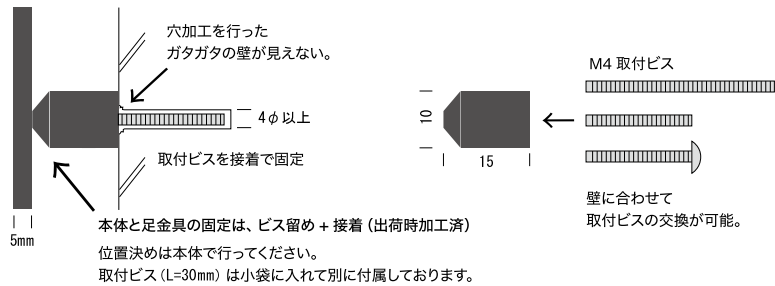 穴加工を行った
ガタガタの壁が見えない。
4φ以上
取付ビスを接着で固定
本体と足金具の固定は、ビス留め＋接着（出荷時加工済）
5mm
位置決めは本体で行ってください。
取付ビス（L=30mm）は小袋に入れて別に付属しております。
M4 取付ビス
10
15
壁に合わせて
取付ビスの交換が可能。